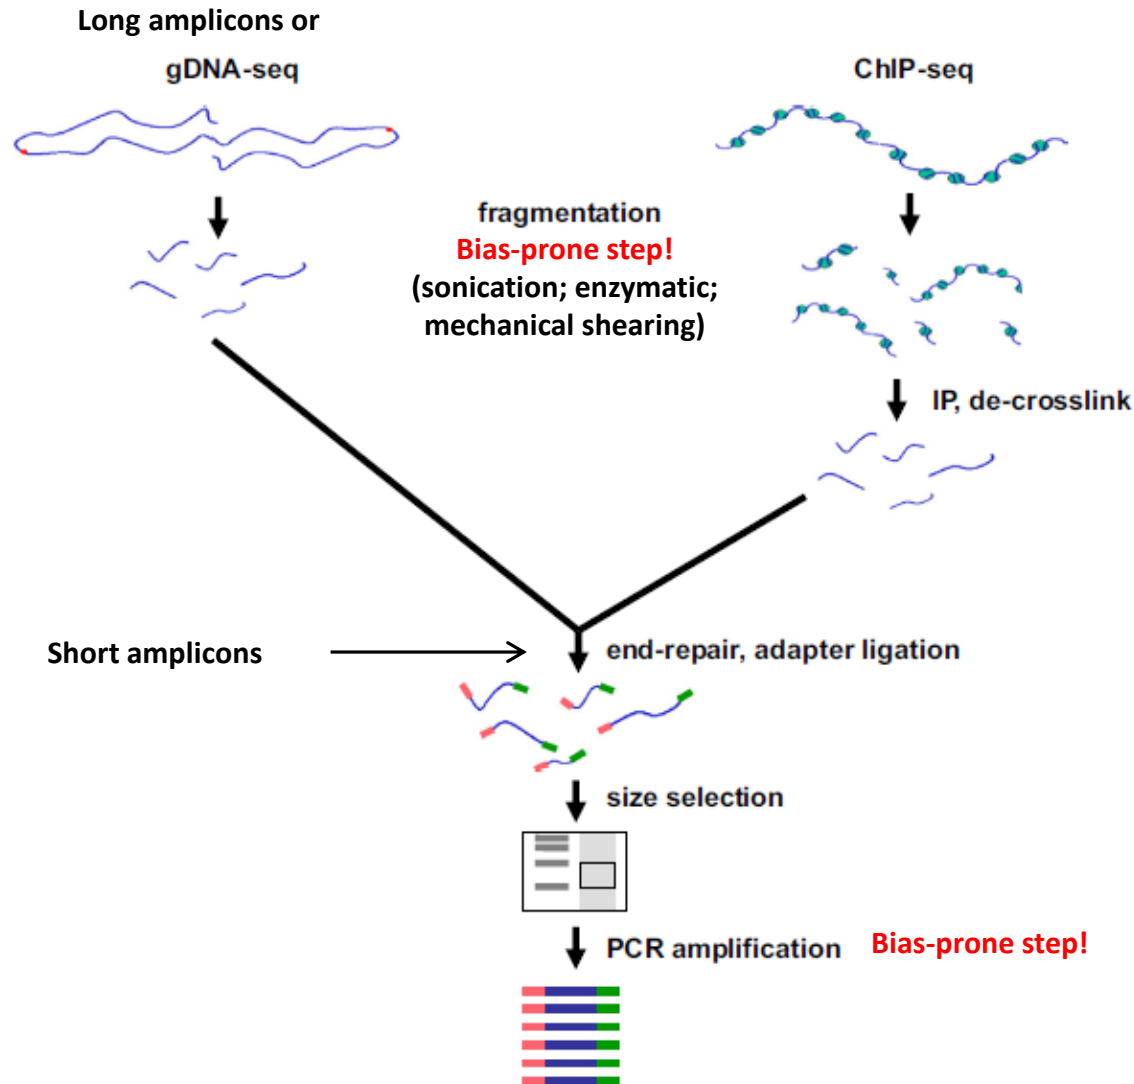 Long amplicons or
gDNA-seq
ChIP-seq
fragmentation
Bias-prone step!
(sonication; enzymatic;
mechanical shearing)
IP, de-crosslink
Short amplicons
end-repair, adapter ligation
size selection
PCR amplification
Bias-prone step!